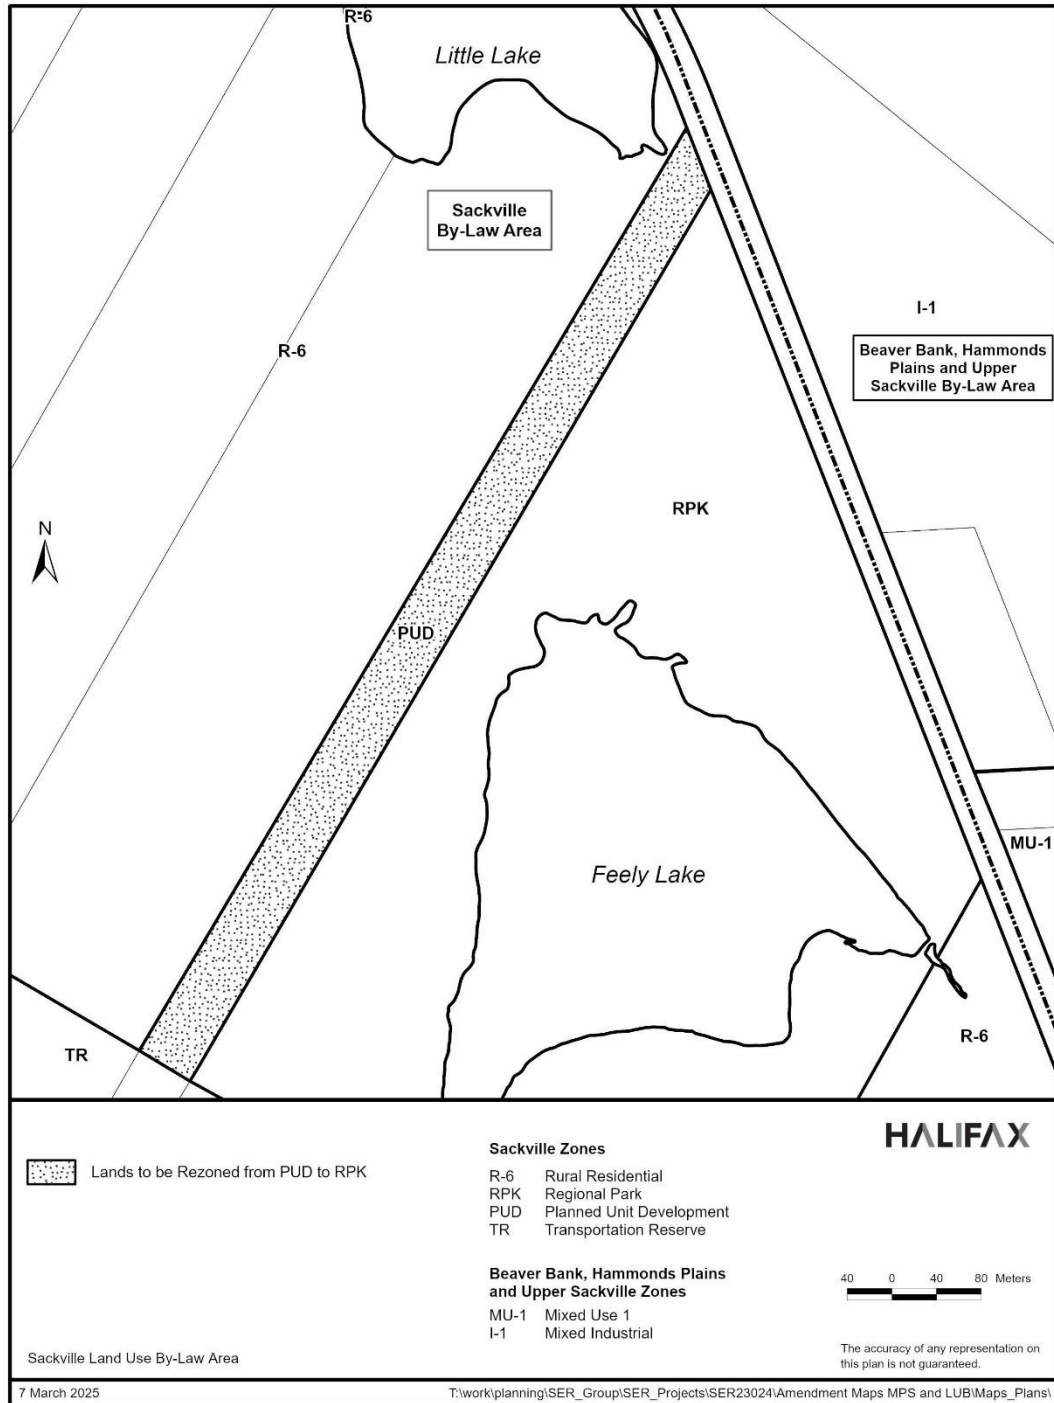 R-6
Little Lake
Sackville
By-Law Area
I-1
R-6
Beaver Bank, Hammonds
Plains and Upper
Sackville By-Law Area
RPK
N
PUD
MU-1
Feely Lake
R-6
TR
HALIFAX
Lands to be Rezoned from PUD to RPK
Sackville Zones
R-6 Rural Residential
RPK Regional Park
PUD Planned Unit Development
TR Transportation Reserve
Beaver Bank, Hammonds Plains
and Upper Sackville Zones
MU-1 Mixed Use 1
I-1 Mixed Industrial
40 0 40 80 Meters
The accuracy of any representation on
this plan is not guaranteed.
Sackville Land Use By-Law Area
7 March 2025
T:\work\planning\SER_Group\SER_Projects\SER23024\Amendment Maps MPS and LUB\Maps_Plans\